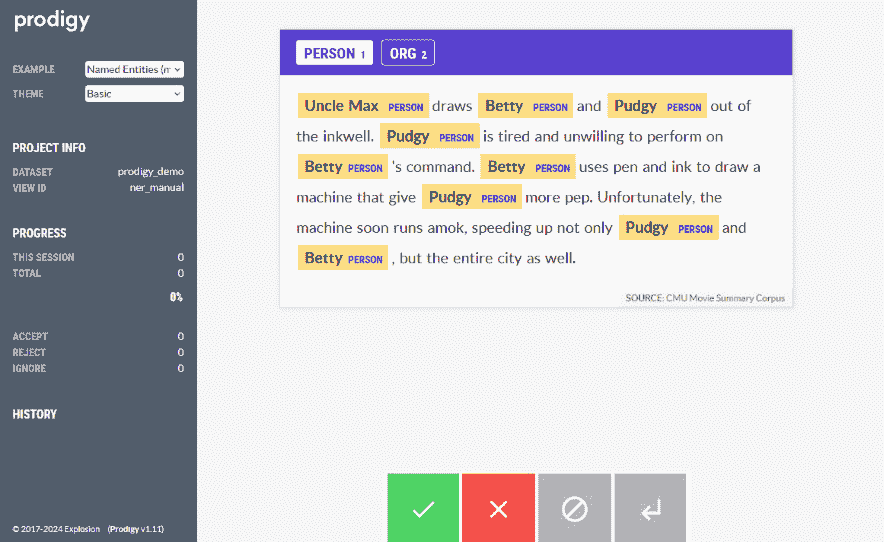 prodigy
EXAMPLE Named Entities (m
THEME Basic
PROJECT INFO
DATASET prodigy_demo
VIEW ID ner_manual
PROGRESS
THIS SESSION 0
TOTAL 0
0%
ACCEPT 0
REJECT 0
IGNORE 0
HISTORY
© 2017-2024 Explosion (Prodigy v1.11)
PERSON 1 ORG 2
Uncle Max PERSON draws Betty PERSON and Pudgy PERSON out of
the inkwell. Pudgy PERSON is tired and unwilling to perform on
Betty PERSON 's command. Betty PERSON uses pen and ink to draw a
machine that give Pudgy PERSON more pep. Unfortunately, the
machine soon runs amok, speeding up not only Pudgy PERSON and
Betty PERSON , but the entire city as well.
SOURCE: CMU Movie Summary Corpus